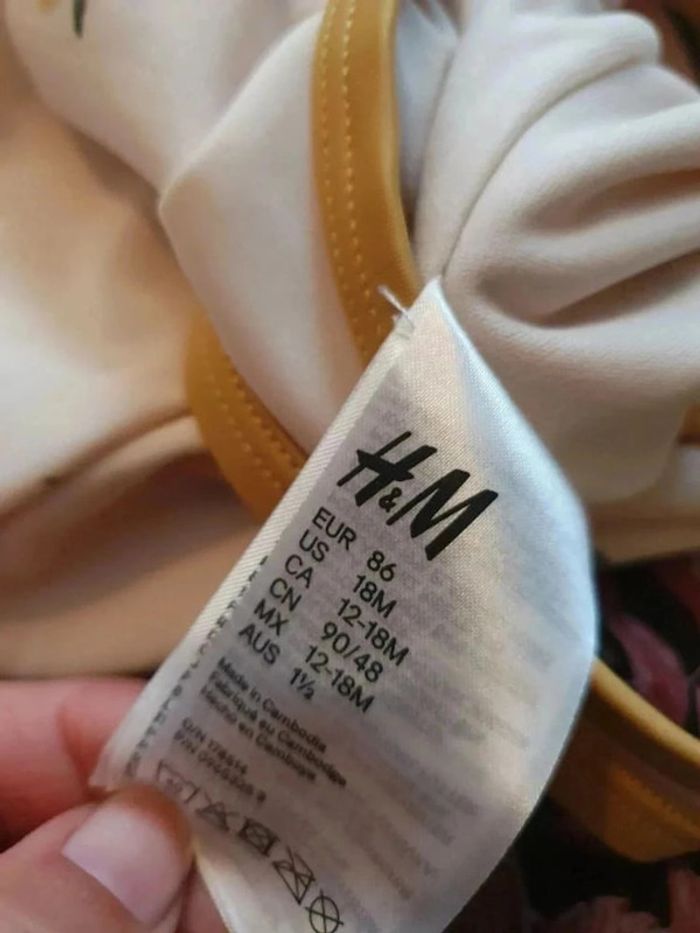 H&M
EUR 86
US 18M
CA 12-18M
CN 90/48
MX 12-18M
AUS 1½
Made in Cambodia
Fabriqué au Cambodge
Hecho en Camboya